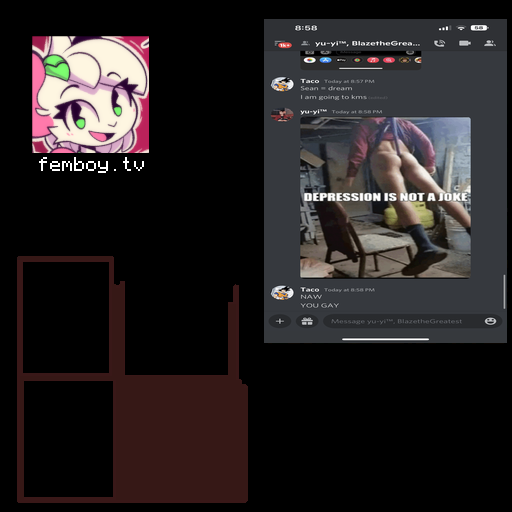 femboy.tv
8:58
58
1k+
yu-yi™, BlazetheGrea...
Taco Today at 8:57 PM
Sean = dream
I am going to kms
yu-yi™ Today at 8:58 PM
DEPRESSION IS NOT A JOKE
Taco Today at 8:58 PM
NAW
YOU GAY
Message yu-yi™, BlazetheGreatest